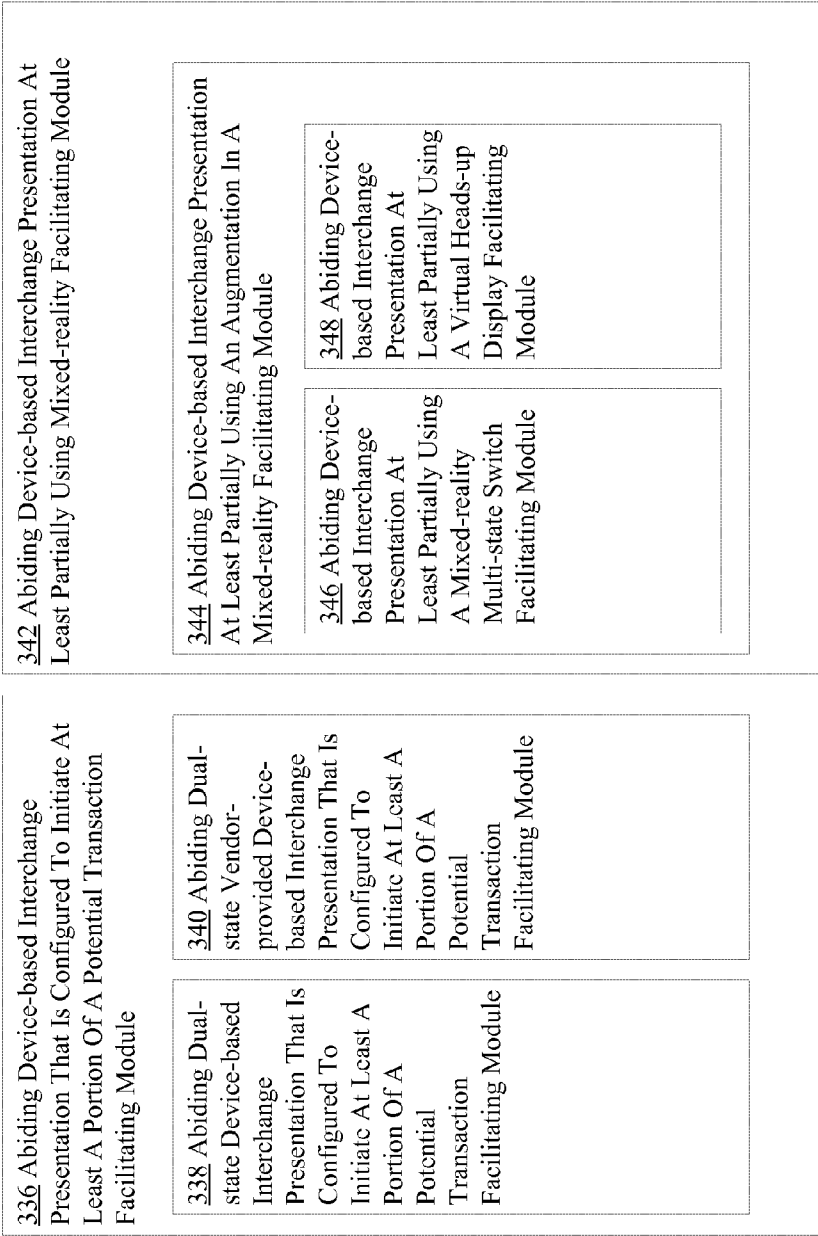 336 Abiding Device-based Interchange
Presentation That Is Configured To Initiate At
Least A Portion Of A Potential Transaction
Facilitating Module
338 Abiding Dual-
state Device-based
Interchange
Presentation That Is
Configured To
Initiate At Least A
Portion Of A
Potential
Transaction
Facilitating Module
340 Abiding Dual-
state Vendor-
provided Device-
based Interchange
Presentation That Is
Configured To
Initiate At Least A
Portion Of A
Potential
Transaction
Facilitating Module
342 Abiding Device-based Interchange Presentation At
Least Partially Using Mixed-reality Facilitating Module
344 Abiding Device-based Interchange Presentation
At Least Partially Using An Augmentation In A
Mixed-reality Facilitating Module
346 Abiding Device-
based Interchange
Presentation At
Least Partially Using
A Mixed-reality
Multi-state Switch
Facilitating Module
348 Abiding Device-
based Interchange
Presentation At
Least Partially Using
A Virtual Heads-up
Display Facilitating
Module